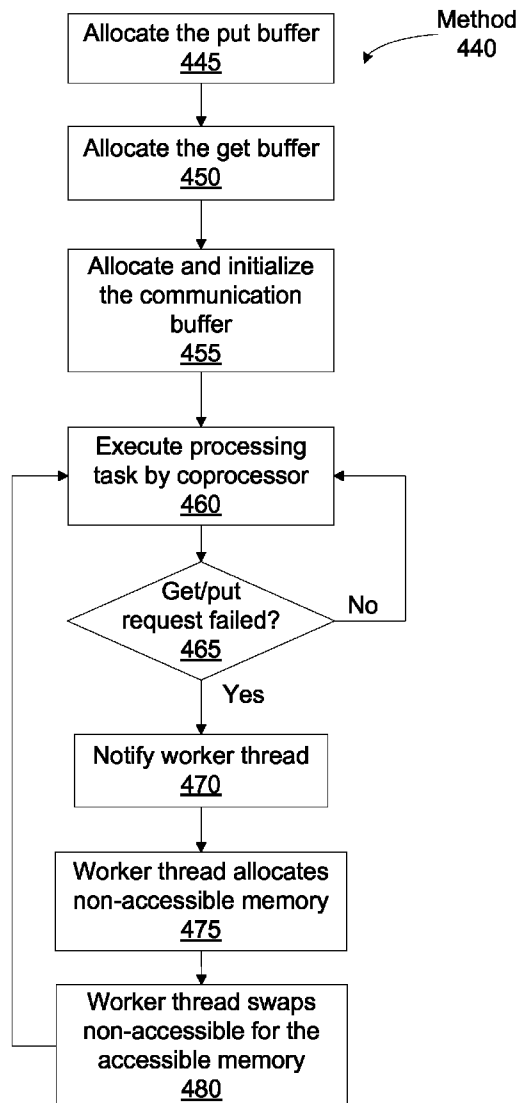 Allocate the put buffer
445
Method
440
Allocate the get buffer
450
Allocate and initialize
the communication
buffer
455
Execute processing
task by coprocessor
460
Get/put
request failed?
465
No
Yes
Notify worker thread
470
Worker thread allocates
non-accessible memory
475
Worker thread swaps
non-accessible for the
accessible memory
480